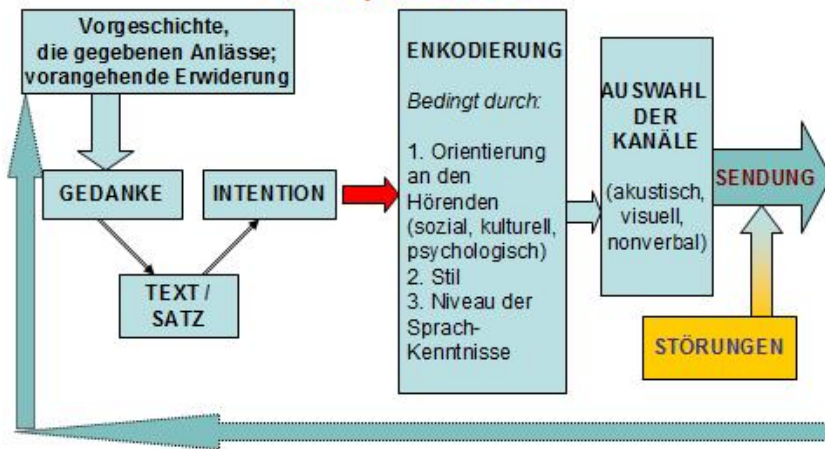 Vorgeschichte,
die gegebenen Anlässe;
vorangehende Erwiderung
GEDANKE
INTENTION
TEXT /
SATZ
ENKODIERUNG
Bedingt durch:
1. Orientierung
an den
Hörenden
(sozial, kulturell,
psychologisch)
2. Stil
3. Niveau der
Sprach-
Kenntnisse
AUSWAHL
DER
KANÄLE
(akustisch,
visuell,
nonverbal)
SENDUNG
STÖRUNGEN